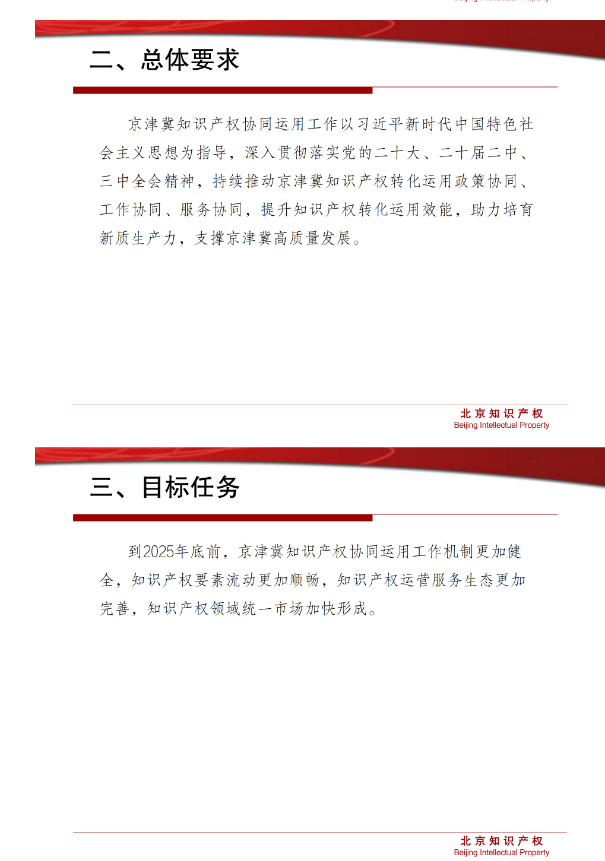 Beijing Intellectual Property
二、总体要求
京津冀知识产权协同运用工作以习近平新时代中国特色社
会主义思想为指导，深入贯彻落实党的二十大、二十届二中、
三中全会精神，持续推动京津冀知识产权转化运用政策协同、
工作协同、服务协同，提升知识产权转化运用效能，助力培育
新质生产力，支撑京津冀高质量发展。
北京知识产权
Beijing Intellectual Property
三、目标任务
到2025年底前，京津冀知识产权协同运用工作机制更加健
全，知识产权要素流动更加顺畅，知识产权运营服务生态更加
完善，知识产权领域统一市场加快形成。
北京知识产权
Beijing Intellectual Property